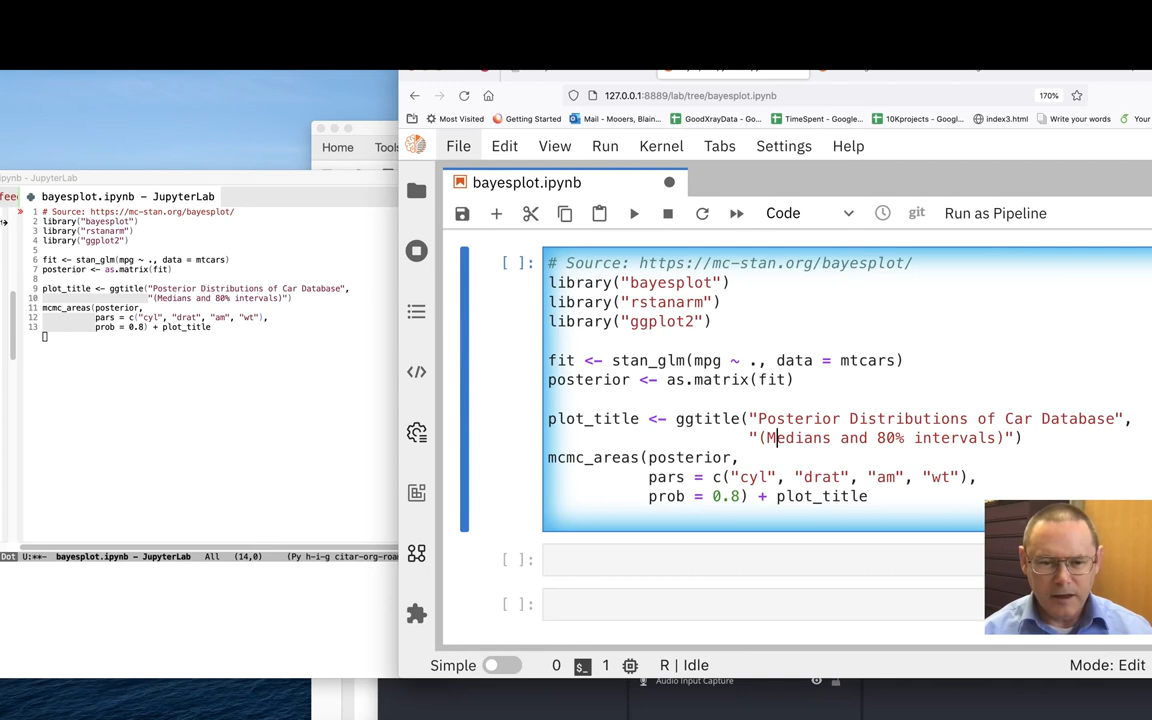 127.0.0.1:8889/lab/tree/bayesplot.ipynb
170%
Most Visited
Getting Started
Mail - Mooers, Blain...
GoodXrayData - Go...
TimeSpent - Google...
10Kprojects - Googl...
index3.html
Write your words
Your
Home
Tools
File
Edit
View
Run
Kernel
Tabs
Settings
Help
ipynb - JupyterLab
bayesplot.ipynb - JupyterLab
1 # Source: https://mc-stan.org/bayesplot/
2 library("bayesplot")
3 library("rstanarm")
4 library("ggplot2")
5
6 fit <- stan_glm(mpg ~ ., data = mtcars)
7 posterior <- as.matrix(fit)
8
9 plot_title <- ggtitle("Posterior Distributions of Car Database",
10 "(Medians and 80% intervals)")
11 mcmc_areas(posterior,
12 pars = c("cyl", "drat", "am", "wt"),
13 prob = 0.8) + plot_title
Dot U:**- bayesplot.ipynb - JupyterLab All (14,0) (Py h-i-g citar-org-roa
bayesplot.ipynb
Code
git
Run as Pipeline
[ ]:
# Source: https://mc-stan.org/bayesplot/
library("bayesplot")
library("rstanarm")
library("ggplot2")
fit <- stan_glm(mpg ~ ., data = mtcars)
posterior <- as.matrix(fit)
plot_title <- ggtitle("Posterior Distributions of Car Database",
"(Medians and 80% intervals)")
mcmc_areas(posterior,
pars = c("cyl", "drat", "am", "wt"),
prob = 0.8) + plot_title
[ ]:
[ ]:
Simple
0
$_
1
R | Idle
Mode: Edit
Audio Input Capture